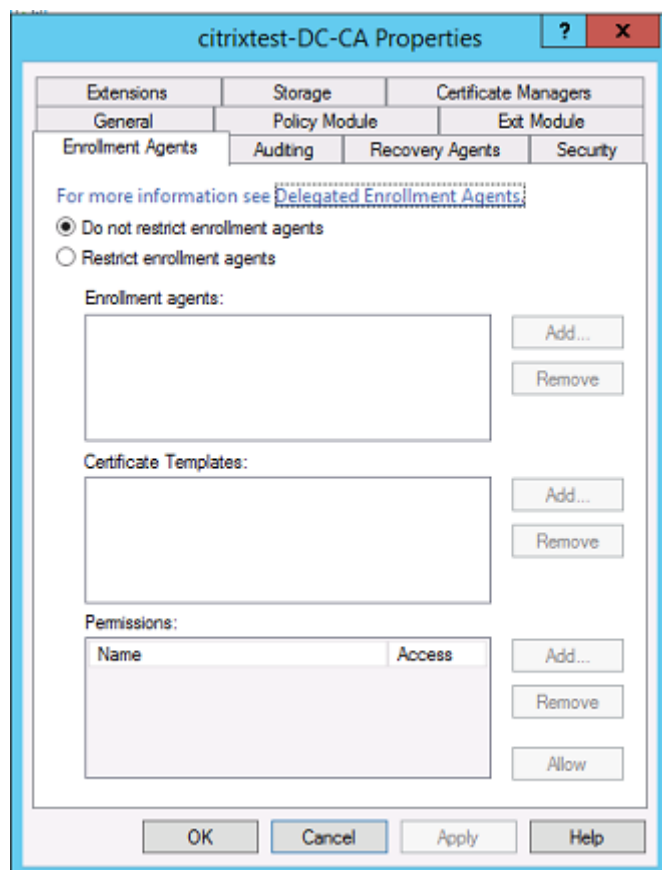 citrixtest-DC-CA Properties ? x
Extensions Storage Certificate Managers
General Policy Module Exit Module
Enrollment Agents Auditing Recovery Agents Security
For more information see Delegated Enrollment Agents.
Do not restrict enrollment agents
Restrict enrollment agents
Enrollment agents:
Add...
Remove
Certificate Templates:
Add...
Remove
Permissions:
Name Access
Add...
Remove
Allow
OK Cancel Apply Help